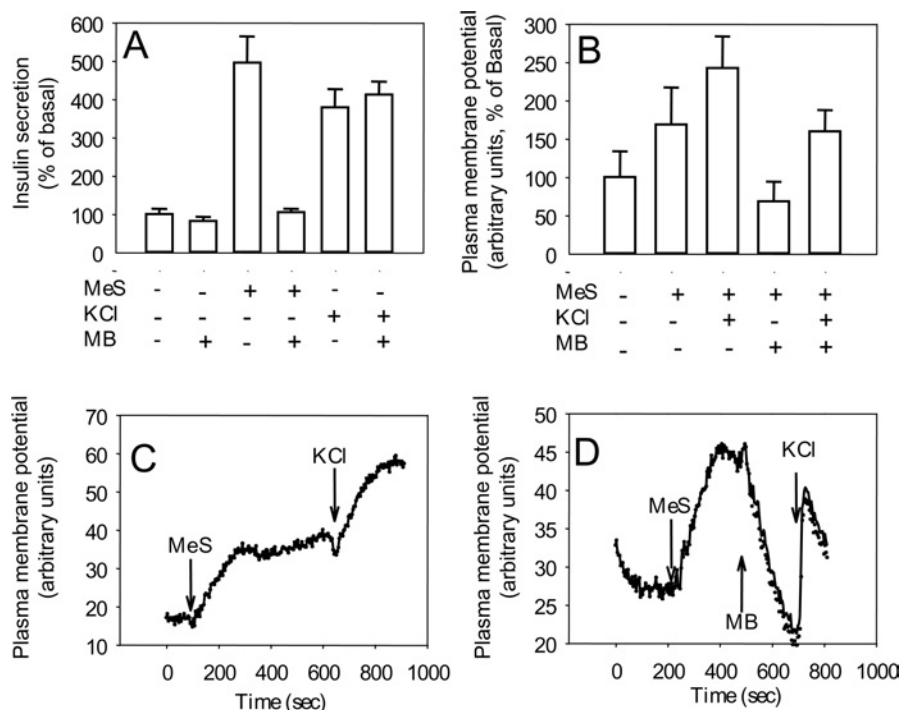 A
Insulin secretion
(% of basal)
600
500
400
300
200
100
0
MeS - - + + - -
KCl - - - - + +
MB - + - + - +
B
Plasma membrane potential
(arbitrary units, % of Basal)
300
250
200
150
100
50
0
MeS - + + + +
KCl - - + - +
MB - - - + +
C
Plasma membrane potential
(arbitrary units)
70
60
50
40
30
20
10
MeS
KCl
0 200 400 600 800 1000
Time (sec)
D
Plasma membrane potential
(arbitrary units)
50
45
40
35
30
25
20
MeS
MB
KCl
0 200 400 600 800 1000
Time (sec)